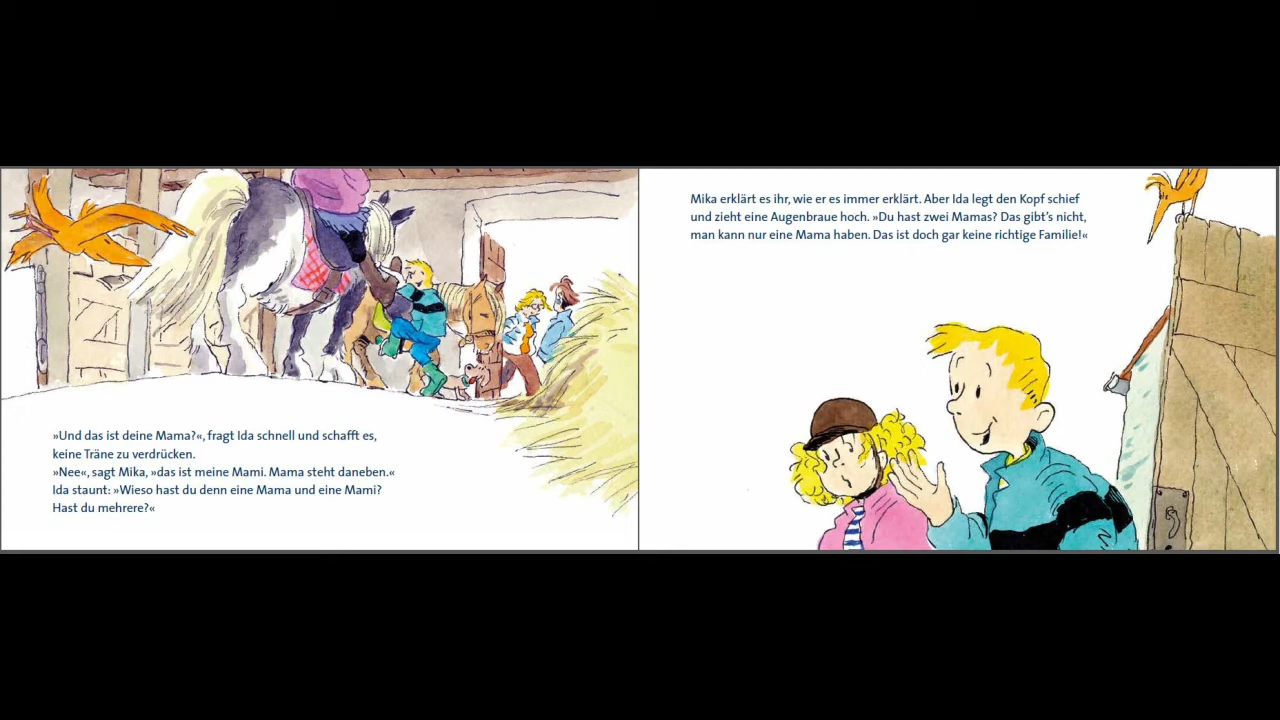 »Und das ist deine Mama?«, fragt Ida schnell und schafft es,
keine Träne zu verdrücken.
»Nee«, sagt Mika, »das ist meine Mami. Mama steht daneben.«
Ida staunt: »Wieso hast du denn eine Mama und eine Mami?
Hast du mehrere?«
Mika erklärt es ihr, wie er es immer erklärt. Aber Ida legt den Kopf schief
und zieht eine Augenbraue hoch. »Du hast zwei Mamas? Das gibt’s nicht,
man kann nur eine Mama haben. Das ist doch gar keine richtige Familie!«